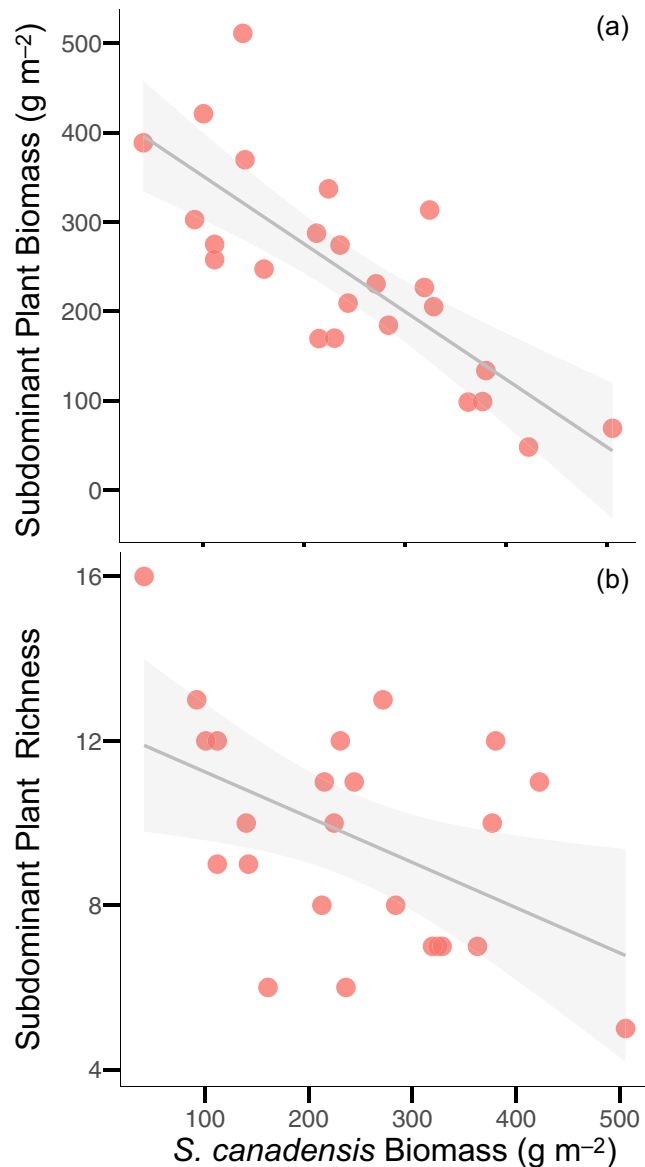 (a)
Subdominant Plant Biomass (g m⁻²)
500
400
300
200
100
0
(b)
Subdominant Plant Richness
16
12
8
4
100 200 300 400 500
S. canadensis Biomass (g m⁻²)